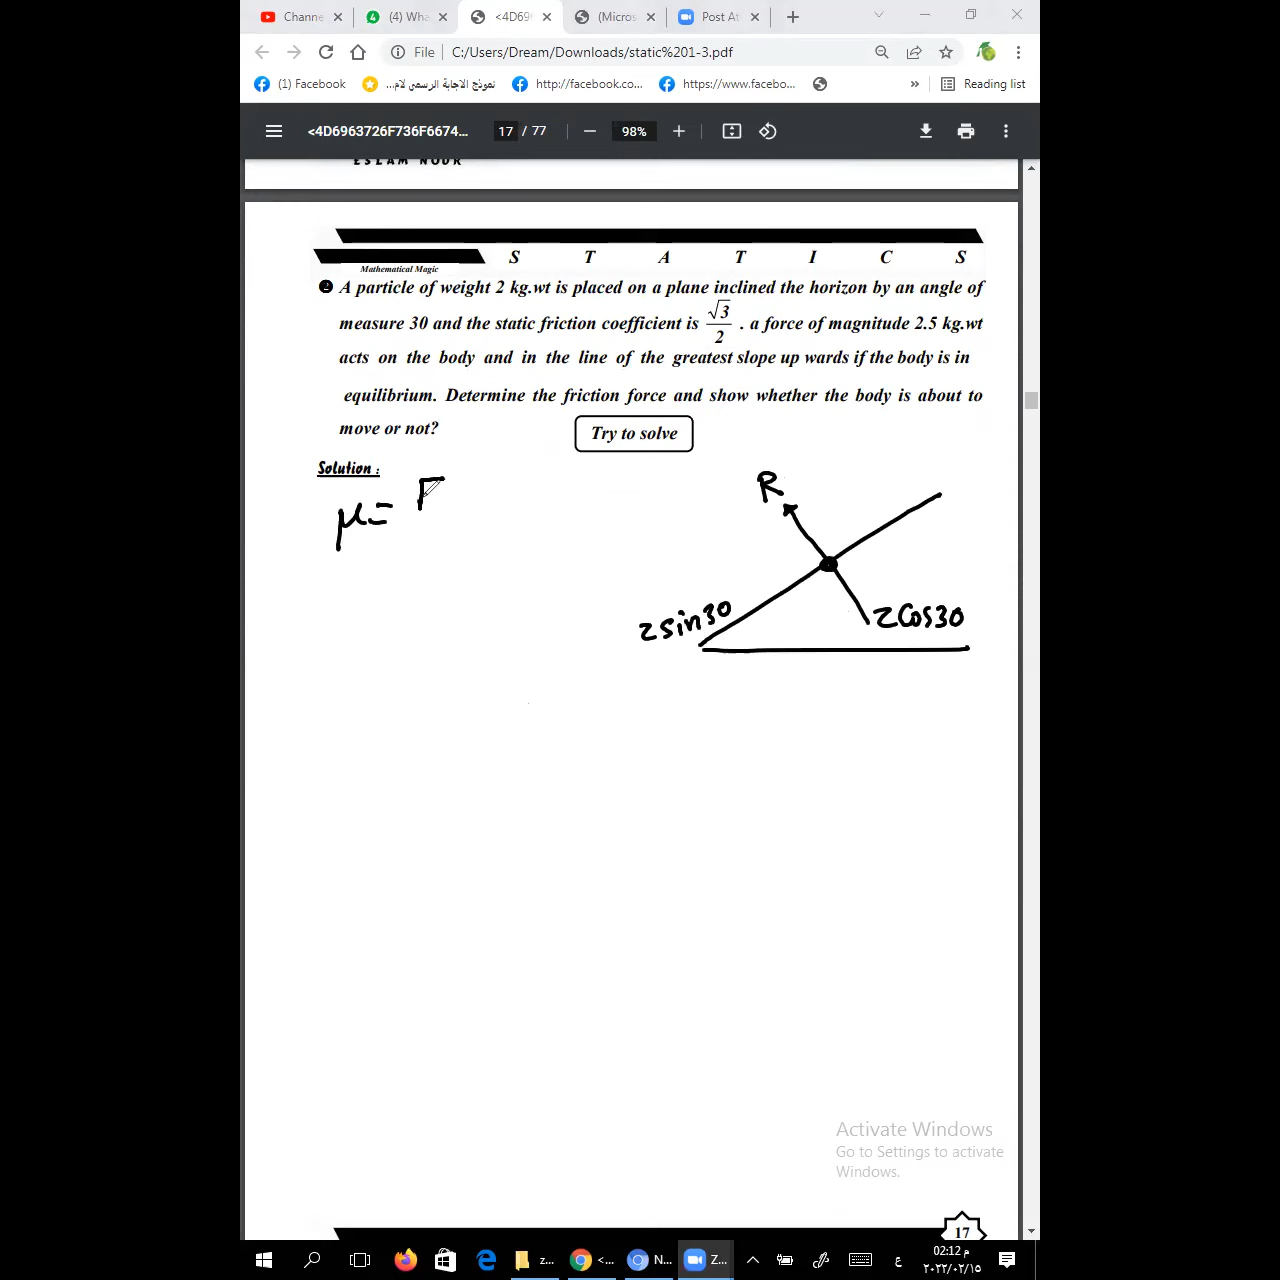 Channe
(4) Wha
<4D69
(Micros
Post At
File
C:/Users/Dream/Downloads/static%201-3.pdf
(1) Facebook
نموذج الاجابة الرسمى لام...
http://facebook.co...
https://www.facebo...
»
Reading list
<4D6963726F736F6674...
17 / 77
98%
ESLAM NOUR
S T A T I C S
Mathematical Magic
❷ A particle of weight 2 kg.wt is placed on a plane inclined the horizon by an angle of
measure 30 and the static friction coefficient is √3/2 . a force of magnitude 2.5 kg.wt
acts on the body and in the line of the greatest slope up wards if the body is in
equilibrium. Determine the friction force and show whether the body is about to
move or not?
Try to solve
Solution :
μ=
R
2sin30
2Cos30
Activate Windows
Go to Settings to activate
Windows.
17
z...
<...
N...
Z...
ع
02:12 م
٢٠٢٢/٠٢/١٥